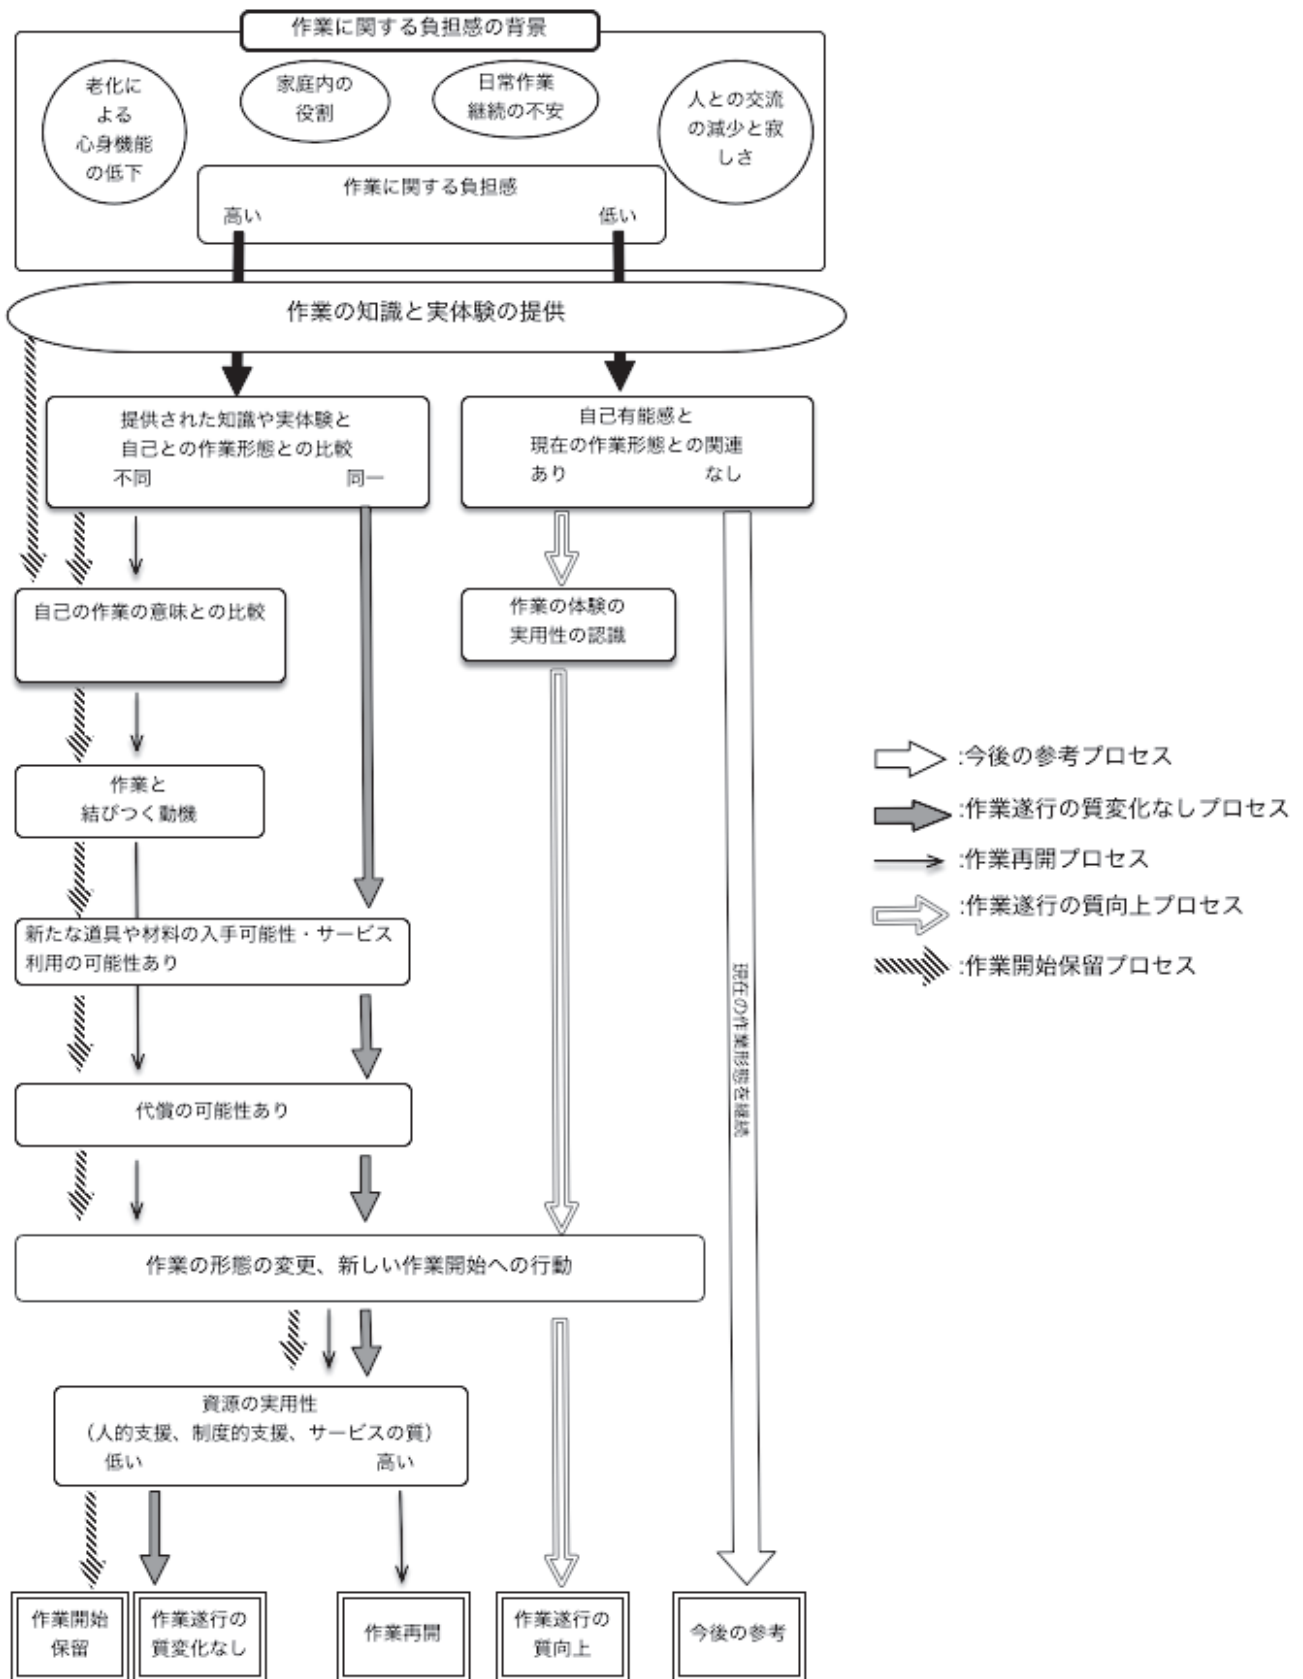 作業に関する負担感の背景
老化に
よる
心身機能
の低下
家庭内の
役割
日常作業
継続の不安
人との交流
の減少と寂
しさ
作業に関する負担感
高い
低い
作業の知識と実体験の提供
提供された知識や実体験と
自己との作業形態との比較
不同
同一
自己有能感と
現在の作業形態との関連
あり
なし
自己の作業の意味との比較
作業の体験の
実用性の認識
作業と
結びつく動機
新たな道具や材料の入手可能性・サービス
利用の可能性あり
現在の作業形態を継続
代償の可能性あり
作業の形態の変更、新しい作業開始への行動
資源の実用性
（人的支援、制度的支援、サービスの質）
低い
高い
作業開始
保留
作業遂行の
質変化なし
作業再開
作業遂行の
質向上
今後の参考
:今後の参考プロセス
:作業遂行の質変化なしプロセス
:作業再開プロセス
:作業遂行の質向上プロセス
:作業開始保留プロセス